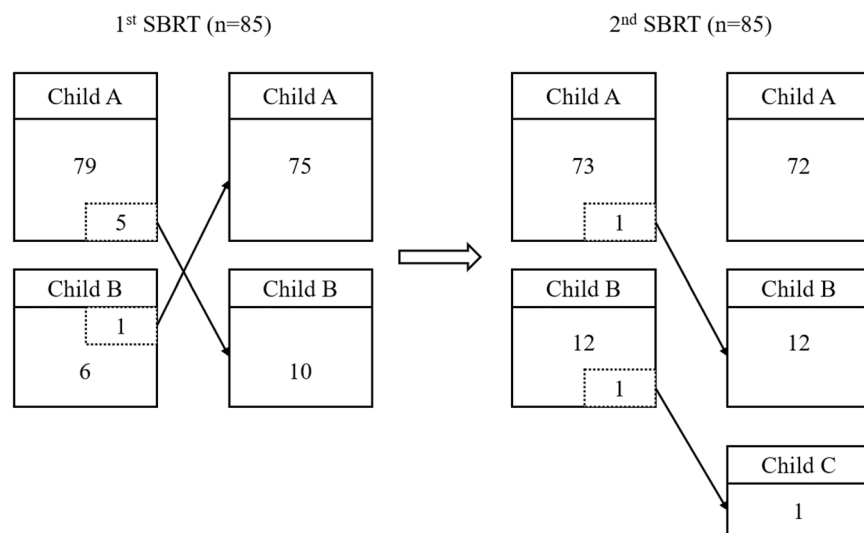 1st SBRT (n=85)
Child A
79
5
Child B
1
6
Child A
75
Child B
10
2nd SBRT (n=85)
Child A
73
1
Child B
12
1
Child A
72
Child B
12
Child C
1